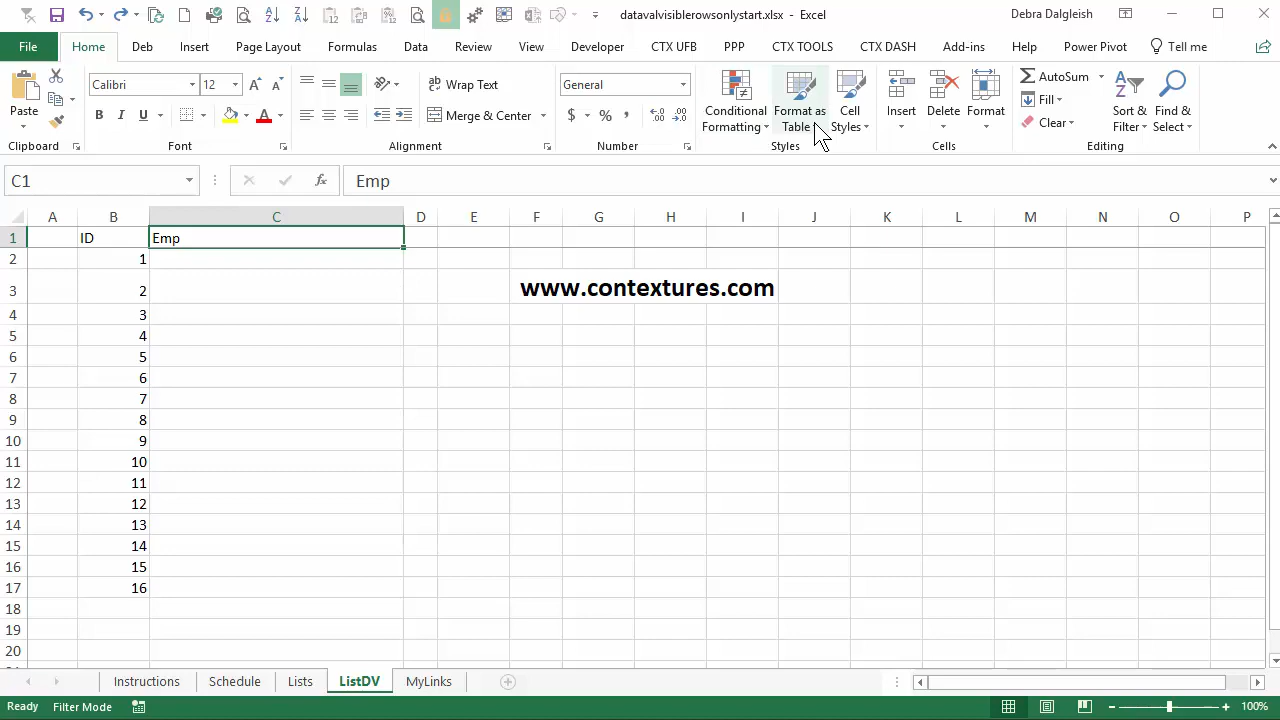 datavalvisiblerowsonlystart.xlsx - Excel
Debra Dalgleish
File Home Deb Insert Page Layout Formulas Data Review View Developer CTX UFB PPP CTX TOOLS CTX DASH Add-ins Help Power Pivot Tell me
Paste
Clipboard
Calibri 12
B I U A
Font
Wrap Text
Merge & Center
Alignment
General
$ % ,
Number
Conditional Formatting
Format as Table
Cell Styles
Styles
Insert Delete Format
Cells
AutoSum
Fill
Clear
Sort & Filter
Find & Select
Editing
C1 fx Emp
A B C D E F G H I J K L M N O P
1 ID Emp
2 1
3 2 www.contextures.com
4 3
5 4
6 5
7 6
8 7
9 8
10 9
11 10
12 11
13 12
14 13
15 14
16 15
17 16
18
19
20
Instructions Schedule Lists ListDV MyLinks
Ready Filter Mode 100%